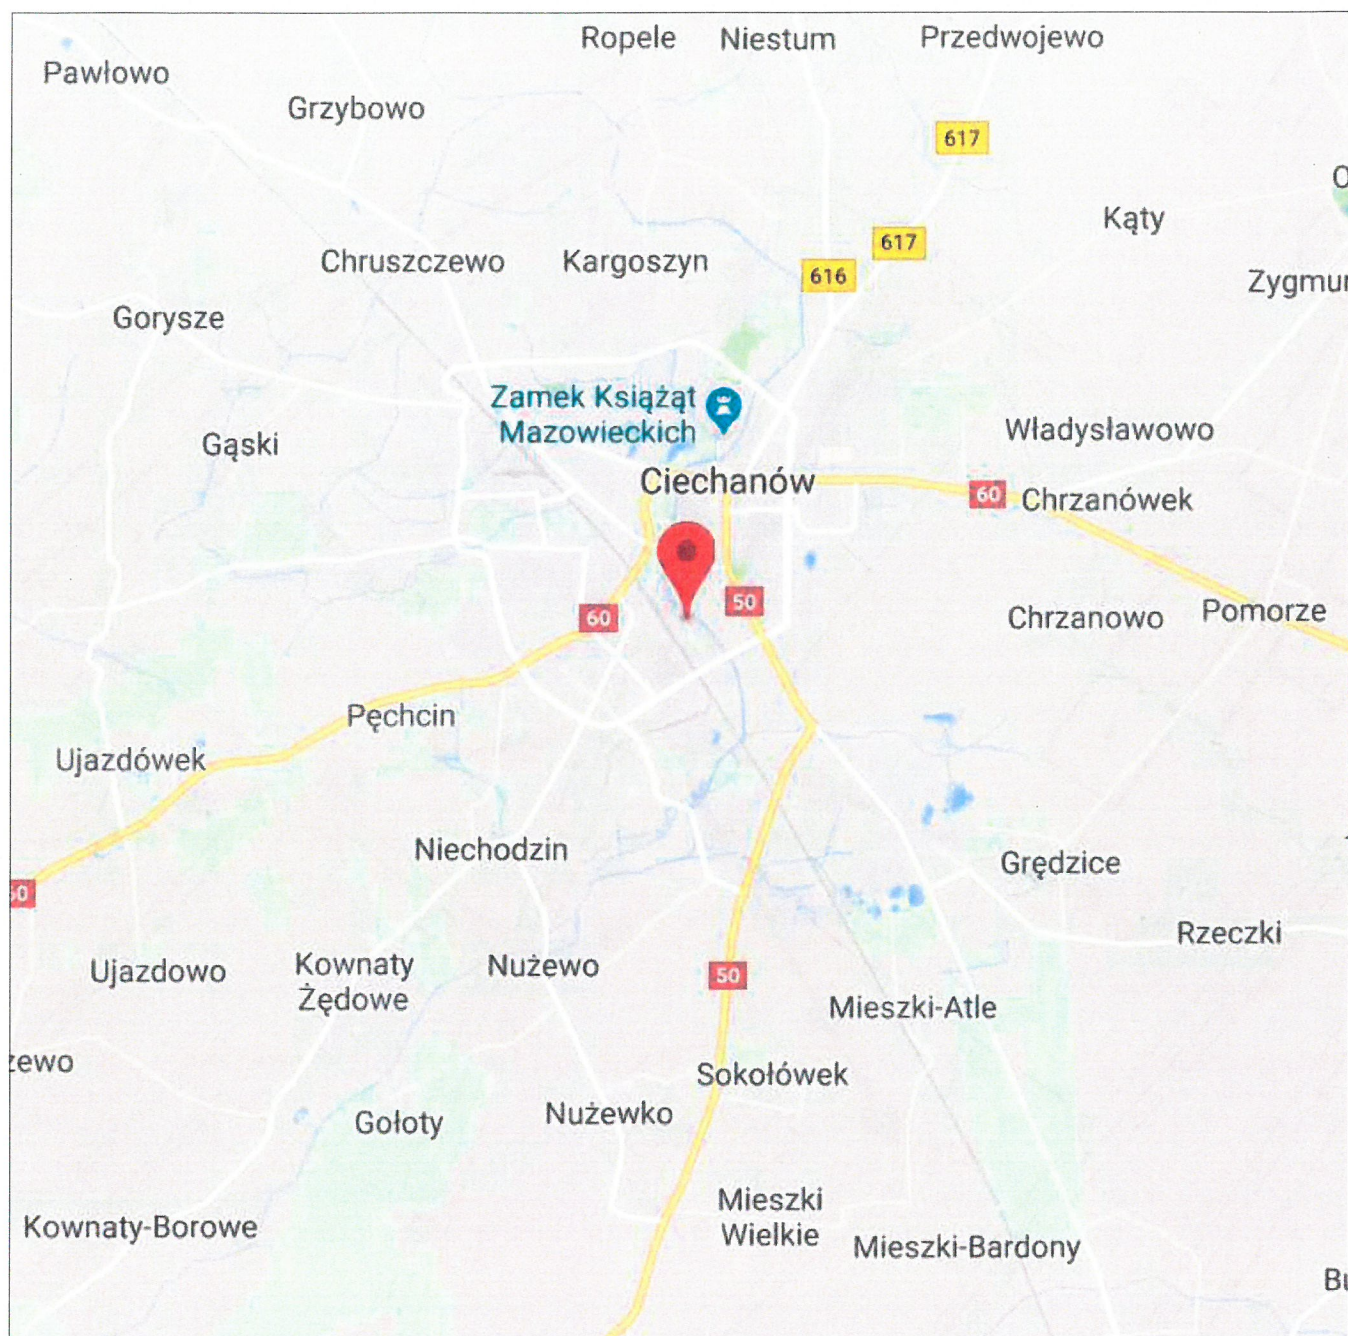 Ropele
Niestum
Przedwojewo
Pawłowo
Grzybowo
617
Kąty
617
Chruszczewo
Kargoszyn
616
Gorysze
Zamek Książąt
Mazowieckich
Gąski
Władysławowo
Ciechanów
60
Chrzanówek
60
50
Chrzanowo
Pomorze
Pęchcin
Ujazdówek
Niechodzin
Grędzice
Rzeczki
Ujazdowo
Kownaty
Żędowe
Nużewo
50
Mieszki-Atle
Sokołówek
Gołoty
Nużewko
Kownaty-Borowe
Mieszki
Wielkie
Mieszki-Bardony